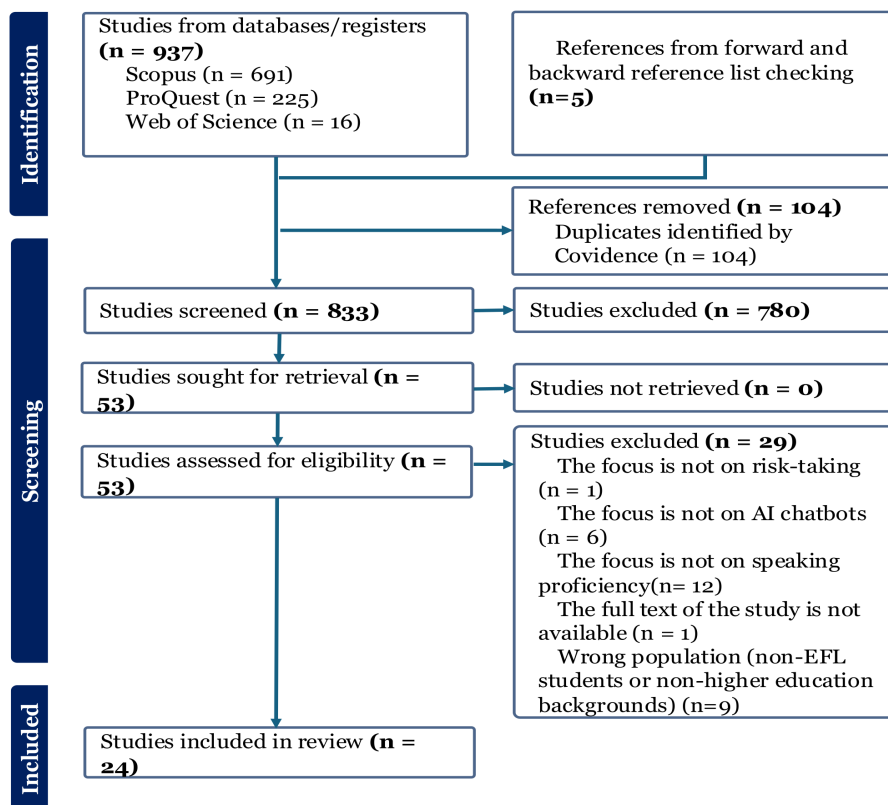 Identification
Studies from databases/registers
(n = 937)
Scopus (n = 691)
ProQuest (n = 225)
Web of Science (n = 16)
References from forward and
backward reference list checking
(n=5)
References removed (n = 104)
Duplicates identified by
Covidence (n = 104)
Screening
Studies screened (n = 833)
Studies excluded (n = 780)
Studies sought for retrieval (n =
53)
Studies not retrieved (n = 0)
Studies assessed for eligibility (n =
53)
Studies excluded (n = 29)
The focus is not on risk-taking
(n = 1)
The focus is not on AI chatbots
(n = 6)
The focus is not on speaking
proficiency(n= 12)
The full text of the study is not
available (n = 1)
Wrong population (non-EFL
students or non-higher education
backgrounds) (n=9)
Included
Studies included in review (n =
24)